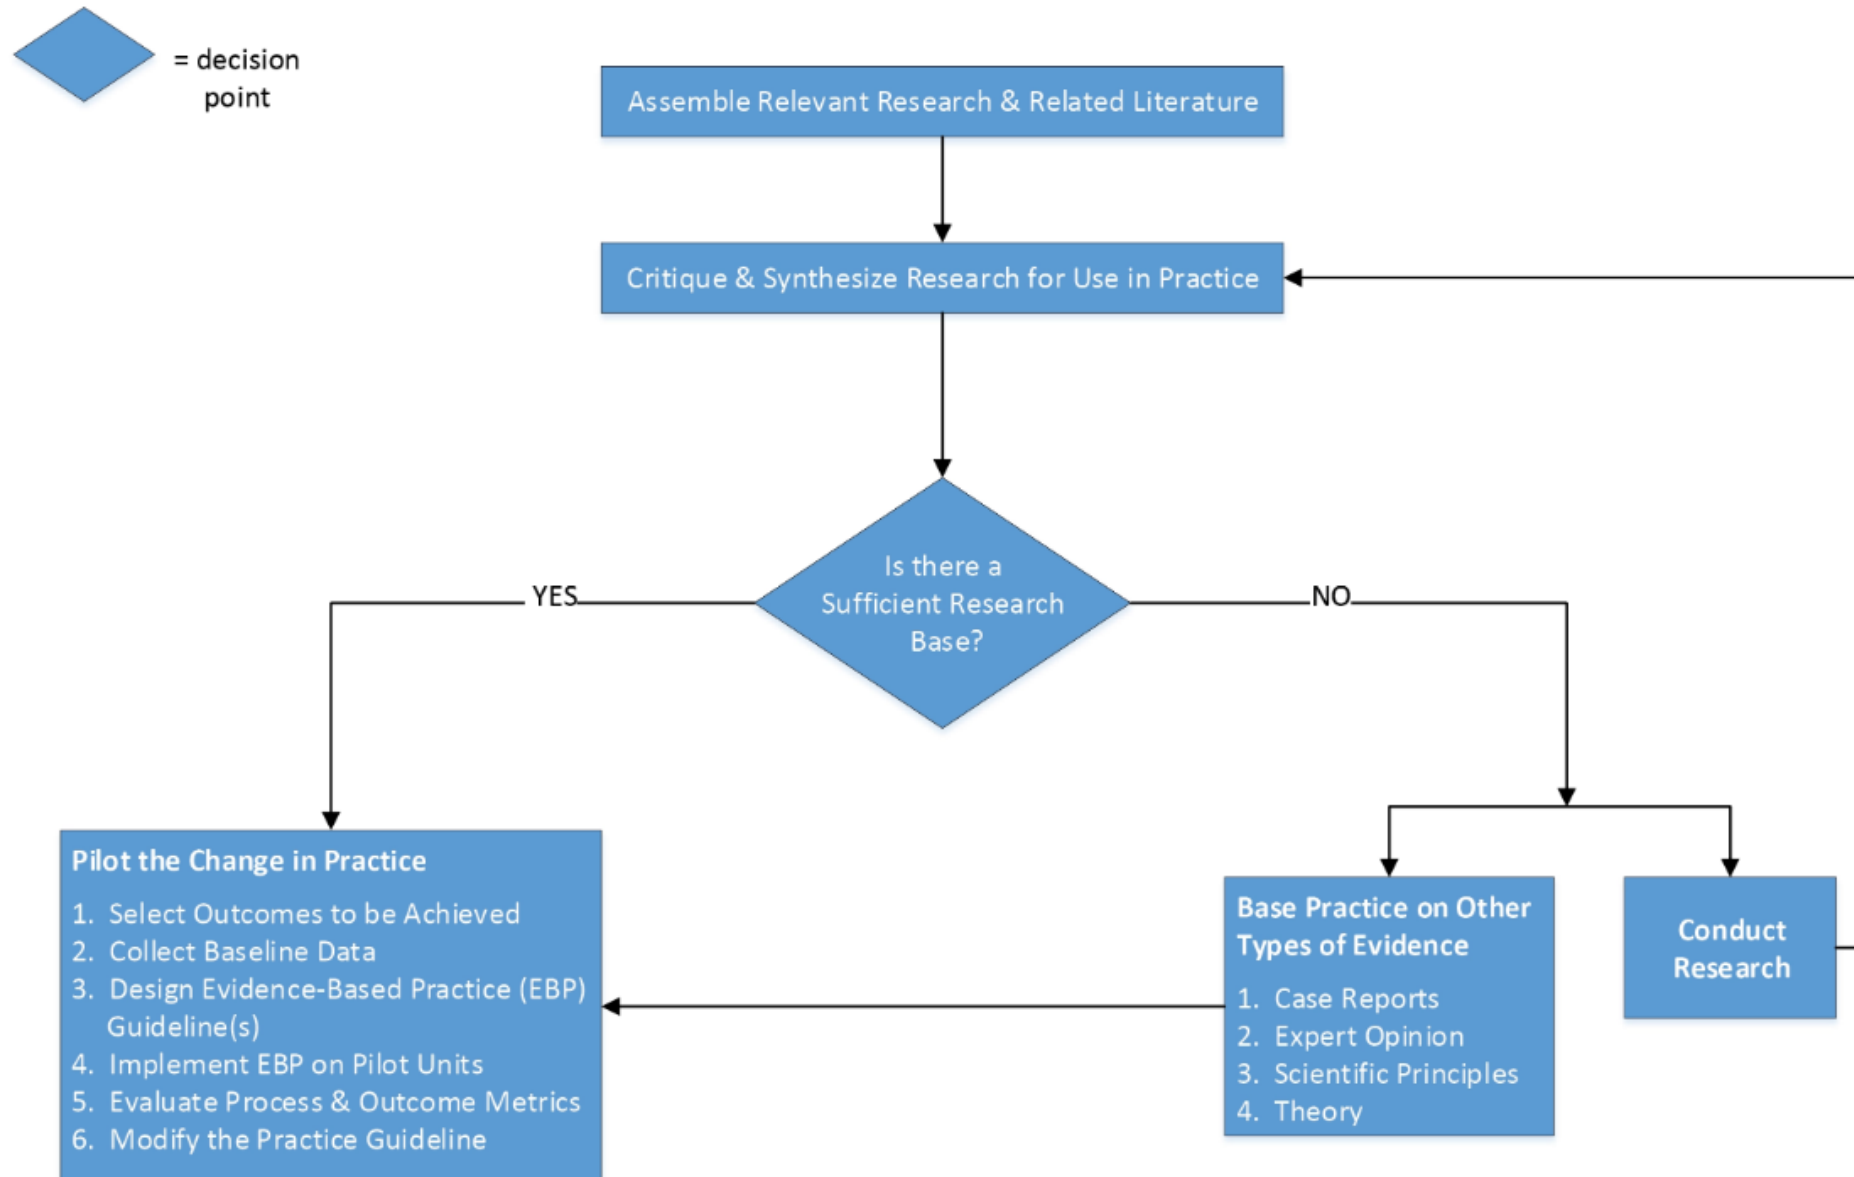 = decision
point
Assemble Relevant Research & Related Literature
Critique & Synthesize Research for Use in Practice
Is there a
Sufficient Research
Base?
YES
NO
Pilot the Change in Practice
1. Select Outcomes to be Achieved
2. Collect Baseline Data
3. Design Evidence-Based Practice (EBP)
Guideline(s)
4. Implement EBP on Pilot Units
5. Evaluate Process & Outcome Metrics
6. Modify the Practice Guideline
Base Practice on Other
Types of Evidence
1. Case Reports
2. Expert Opinion
3. Scientific Principles
4. Theory
Conduct
Research